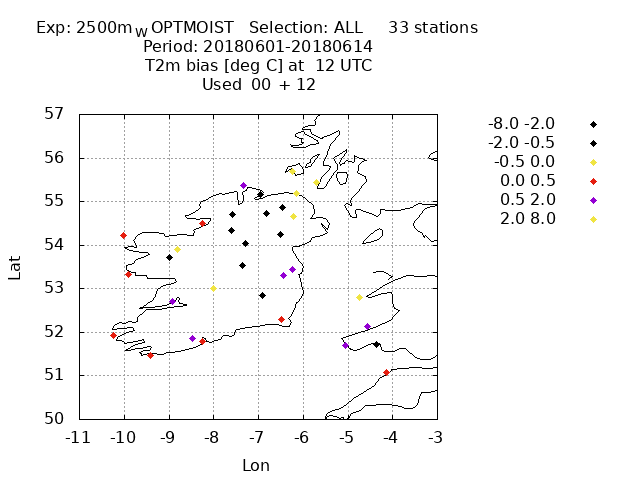 Exp: 2500m_W OPTMOIST Selection: ALL 33 stations
Period: 20180601-20180614
T2m bias [deg C] at 12 UTC
Used 00 + 12
-8.0 -2.0
-2.0 -0.5
-0.5 0.0
0.0 0.5
0.5 2.0
2.0 8.0
57
56
55
54
53
52
51
50
Lat
-11 -10 -9 -8 -7 -6 -5 -4 -3
Lon